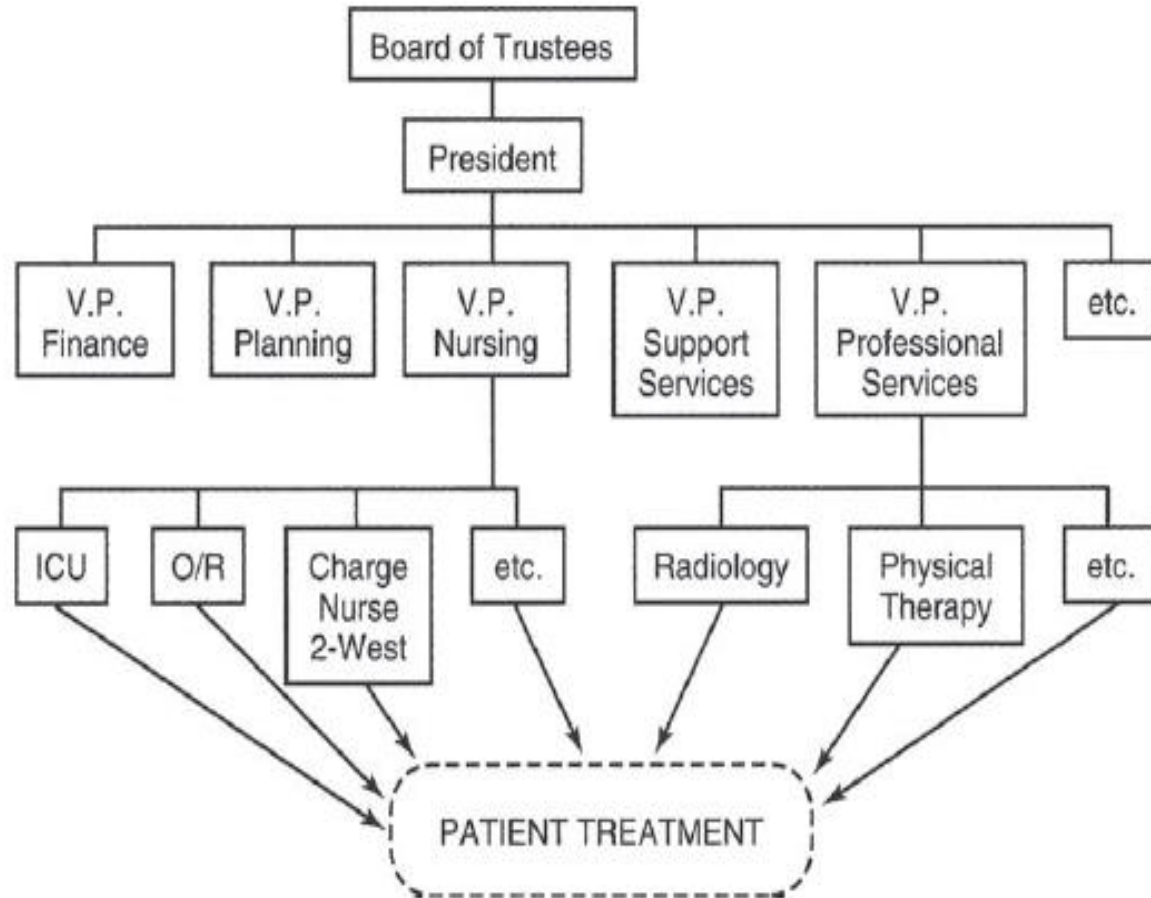 Board of Trustees
President
V.P.
Finance
V.P.
Planning
V.P.
Nursing
V.P.
Support
Services
V.P.
Professional
Services
etc.
ICU
O/R
Charge
Nurse
2-West
etc.
Radiology
Physical
Therapy
etc.
PATIENT TREATMENT